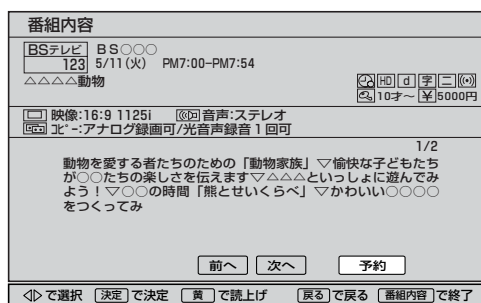 番組内容
BSテレビ BS○○○
123 5/11(火) PM7:00-PM7:54
△△△△動物
HD d 字 二
10才～ ¥5000円
映像:16:9 1125i 音声:ステレオ
コピー:アナログ録画可/光音声録音1回可
1/2
動物を愛する者たちのための「動物家族」▽愉快な子どもたち
が○○たちの楽しさを伝えます▽△△△といっしょに遊んでみ
よう！▽○○の時間「熊とせいくらべ」▽かわいい○○○○
をつくってみ
前へ 次へ 予約
で選択 決定 で決定 黄 で読上げ 戻る で戻る 番組内容 で終了